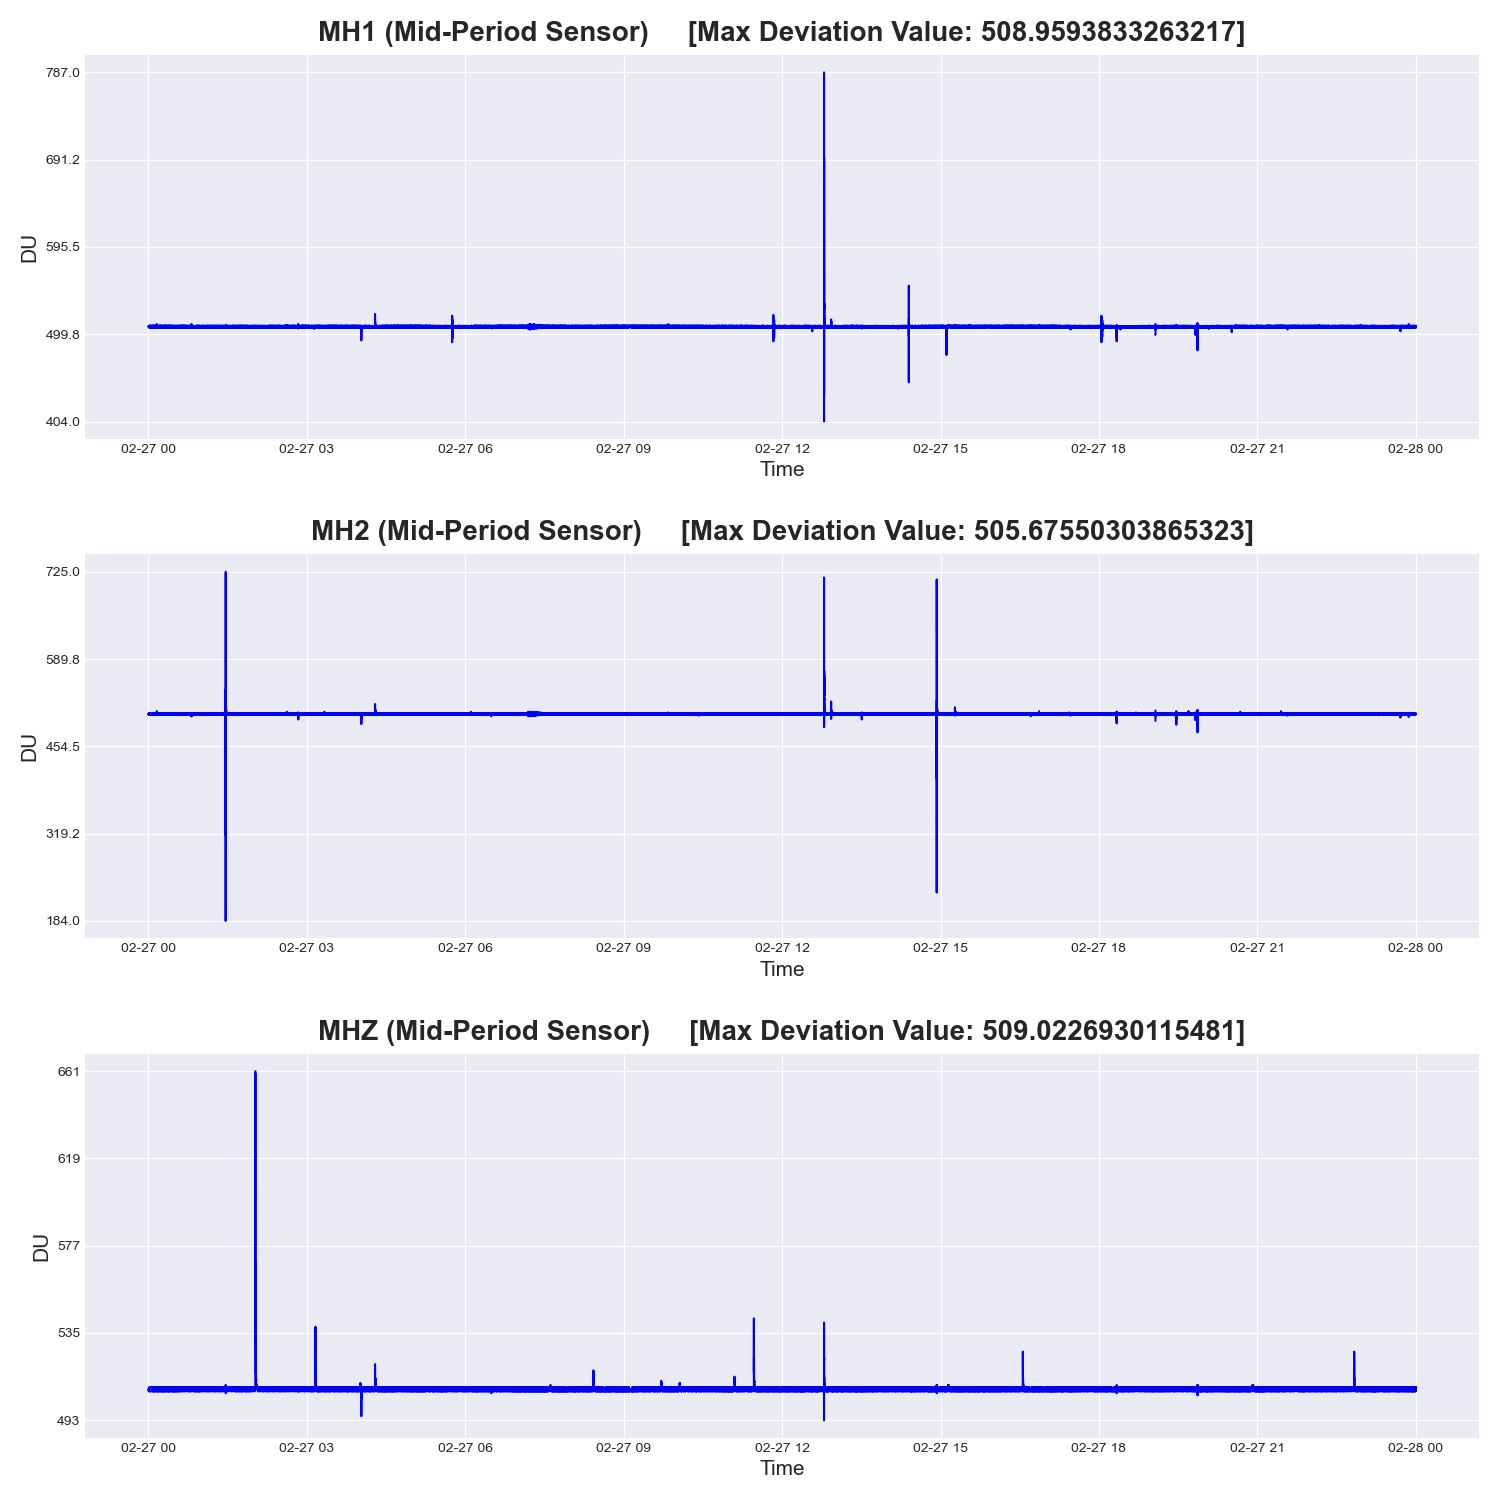 MH1 (Mid-Period Sensor) [Max Deviation Value: 508.9593833263217]
787.0
691.2
595.5
499.8
404.0
DU
02-27 00 02-27 03 02-27 06 02-27 09 02-27 12 02-27 15 02-27 18 02-27 21 02-28 00
Time
MH2 (Mid-Period Sensor) [Max Deviation Value: 505.67550303865323]
725.0
589.8
454.5
319.2
184.0
DU
02-27 00 02-27 03 02-27 06 02-27 09 02-27 12 02-27 15 02-27 18 02-27 21 02-28 00
Time
MHZ (Mid-Period Sensor) [Max Deviation Value: 509.0226930115481]
661
619
577
535
493
DU
02-27 00 02-27 03 02-27 06 02-27 09 02-27 12 02-27 15 02-27 18 02-27 21 02-28 00
Time